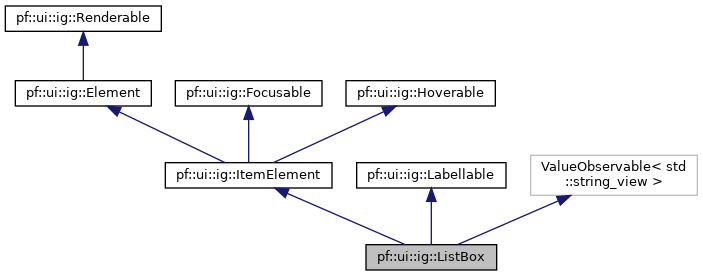 pf::ui::ig::Renderable
pf::ui::ig::Element
pf::ui::ig::Focusable
pf::ui::ig::Hoverable
pf::ui::ig::ItemElement
pf::ui::ig::Labellable
ValueObservable< std
::string_view >
pf::ui::ig::ListBox